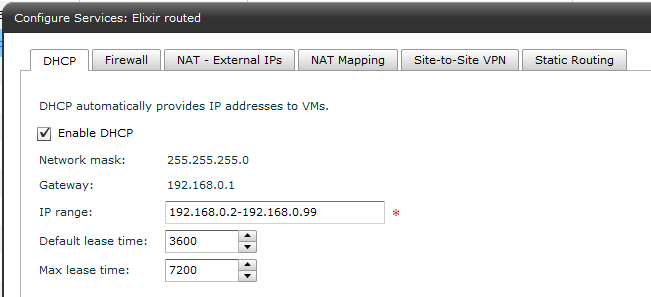 Configure Services: Elixir routed
DHCP Firewall NAT - External IPs NAT Mapping Site-to-Site VPN Static Routing
DHCP automatically provides IP addresses to VMs.
Enable DHCP
Network mask: 255.255.255.0
Gateway: 192.168.0.1
IP range: 192.168.0.2-192.168.0.99 *
Default lease time: 3600
Max lease time: 7200